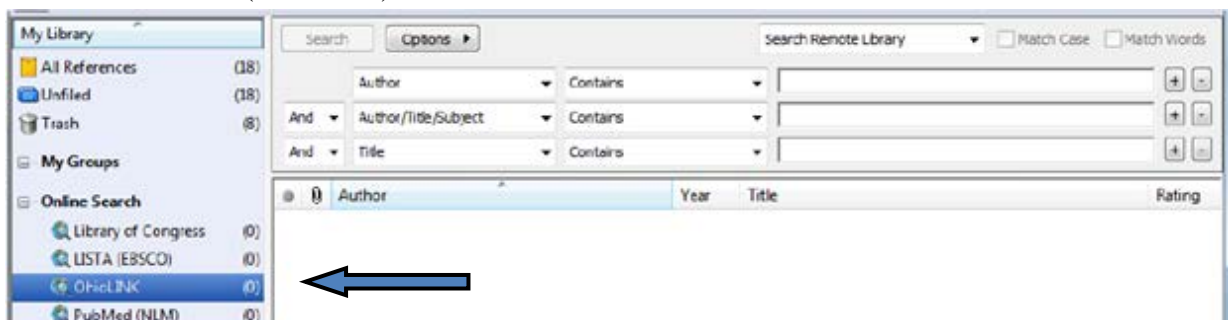 My Library
All References (18)
Unfiled (18)
Trash (8)
My Groups
Online Search
Library of Congress (0)
LISTA (EBSCO) (0)
OhioLINK (0)
PubMed (NLM) (0)
Search Options Search Remote Library Match Case Match Words
Author Contains + -
And Author/Title/Subject Contains + -
And Title Contains + -
Author Year Title Rating